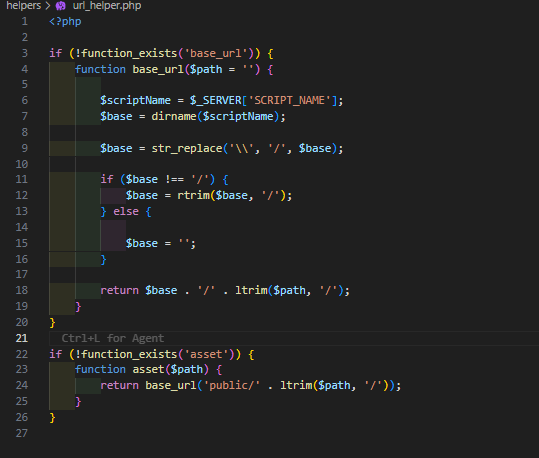 helpers > url_helper.php
1 <?php
2
3 if (!function_exists('base_url')) {
4     function base_url($path = '') {
5
6         $scriptName = $_SERVER['SCRIPT_NAME'];
7         $base = dirname($scriptName);
8
9         $base = str_replace('\\', '/', $base);
10
11         if ($base !== '/') {
12             $base = rtrim($base, '/');
13         } else {
14
15             $base = '';
16         }
17
18         return $base . '/' . ltrim($path, '/');
19     }
20 }
21   Ctrl+L for Agent
22 if (!function_exists('asset')) {
23     function asset($path) {
24         return base_url('public/' . ltrim($path, '/'));
25     }
26 }
27